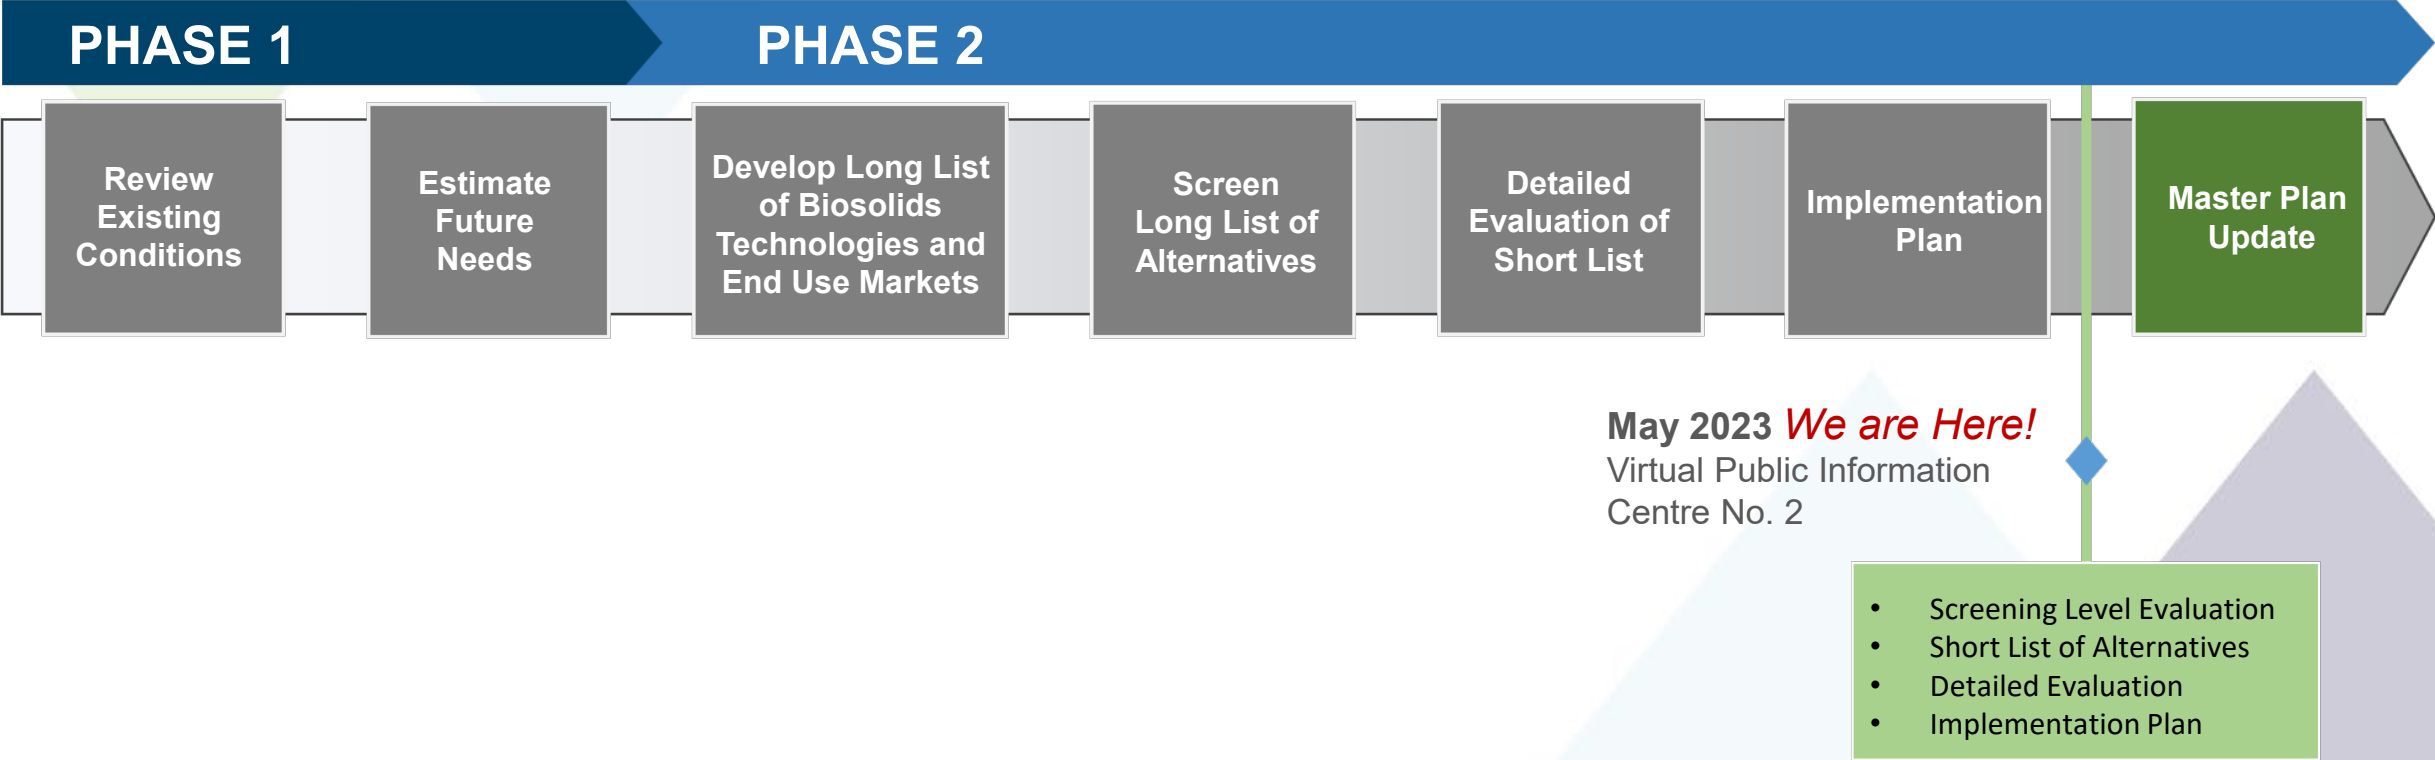 PHASE 1
PHASE 2
Review
Existing
Conditions
Estimate
Future
Needs
Develop Long List
of Biosolids
Technologies and
End Use Markets
Screen
Long List of
Alternatives
Detailed
Evaluation of
Short List
Implementation
Plan
Master Plan
Update
May 2023 We are Here!
Virtual Public Information
Centre No. 2
• Screening Level Evaluation
• Short List of Alternatives
• Detailed Evaluation
• Implementation Plan